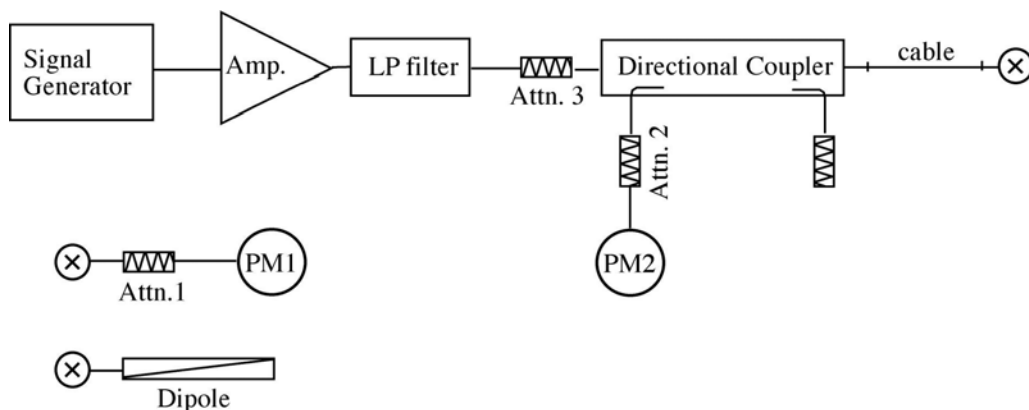 Signal
Generator
Amp.
LP filter
Attn. 3
Directional Coupler
cable
Attn. 2
PM1
Attn.1
PM2
Dipole